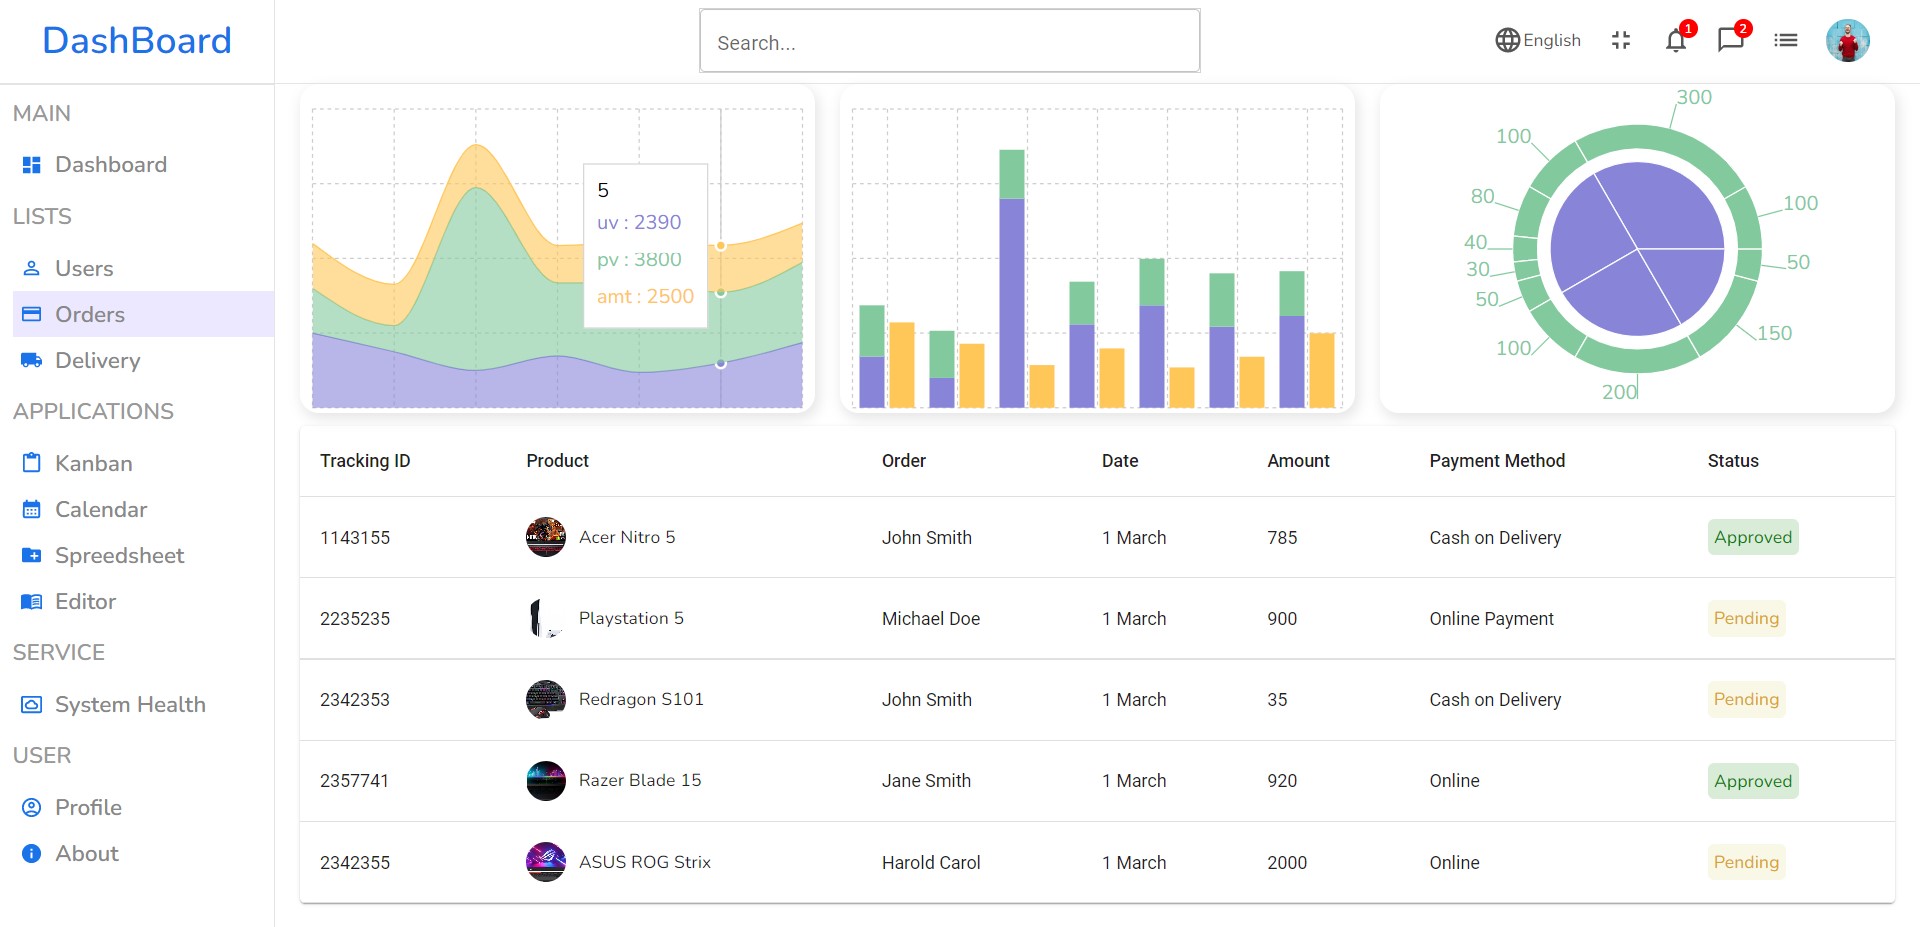 DashBoard
Search...
English
1
2
MAIN
Dashboard
LISTS
Users
Orders
Delivery
APPLICATIONS
Kanban
Calendar
Spreedsheet
Editor
SERVICE
System Health
USER
Profile
About
5
uv : 2390
pv : 3800
amt : 2500
300
100
80
40
30
50
100
200
150
50
100
Tracking ID Product Order Date Amount Payment Method Status
1143155 Acer Nitro 5 John Smith 1 March 785 Cash on Delivery Approved
2235235 Playstation 5 Michael Doe 1 March 900 Online Payment Pending
2342353 Redragon S101 John Smith 1 March 35 Cash on Delivery Pending
2357741 Razer Blade 15 Jane Smith 1 March 920 Online Approved
2342355 ASUS ROG Strix Harold Carol 1 March 2000 Online Pending